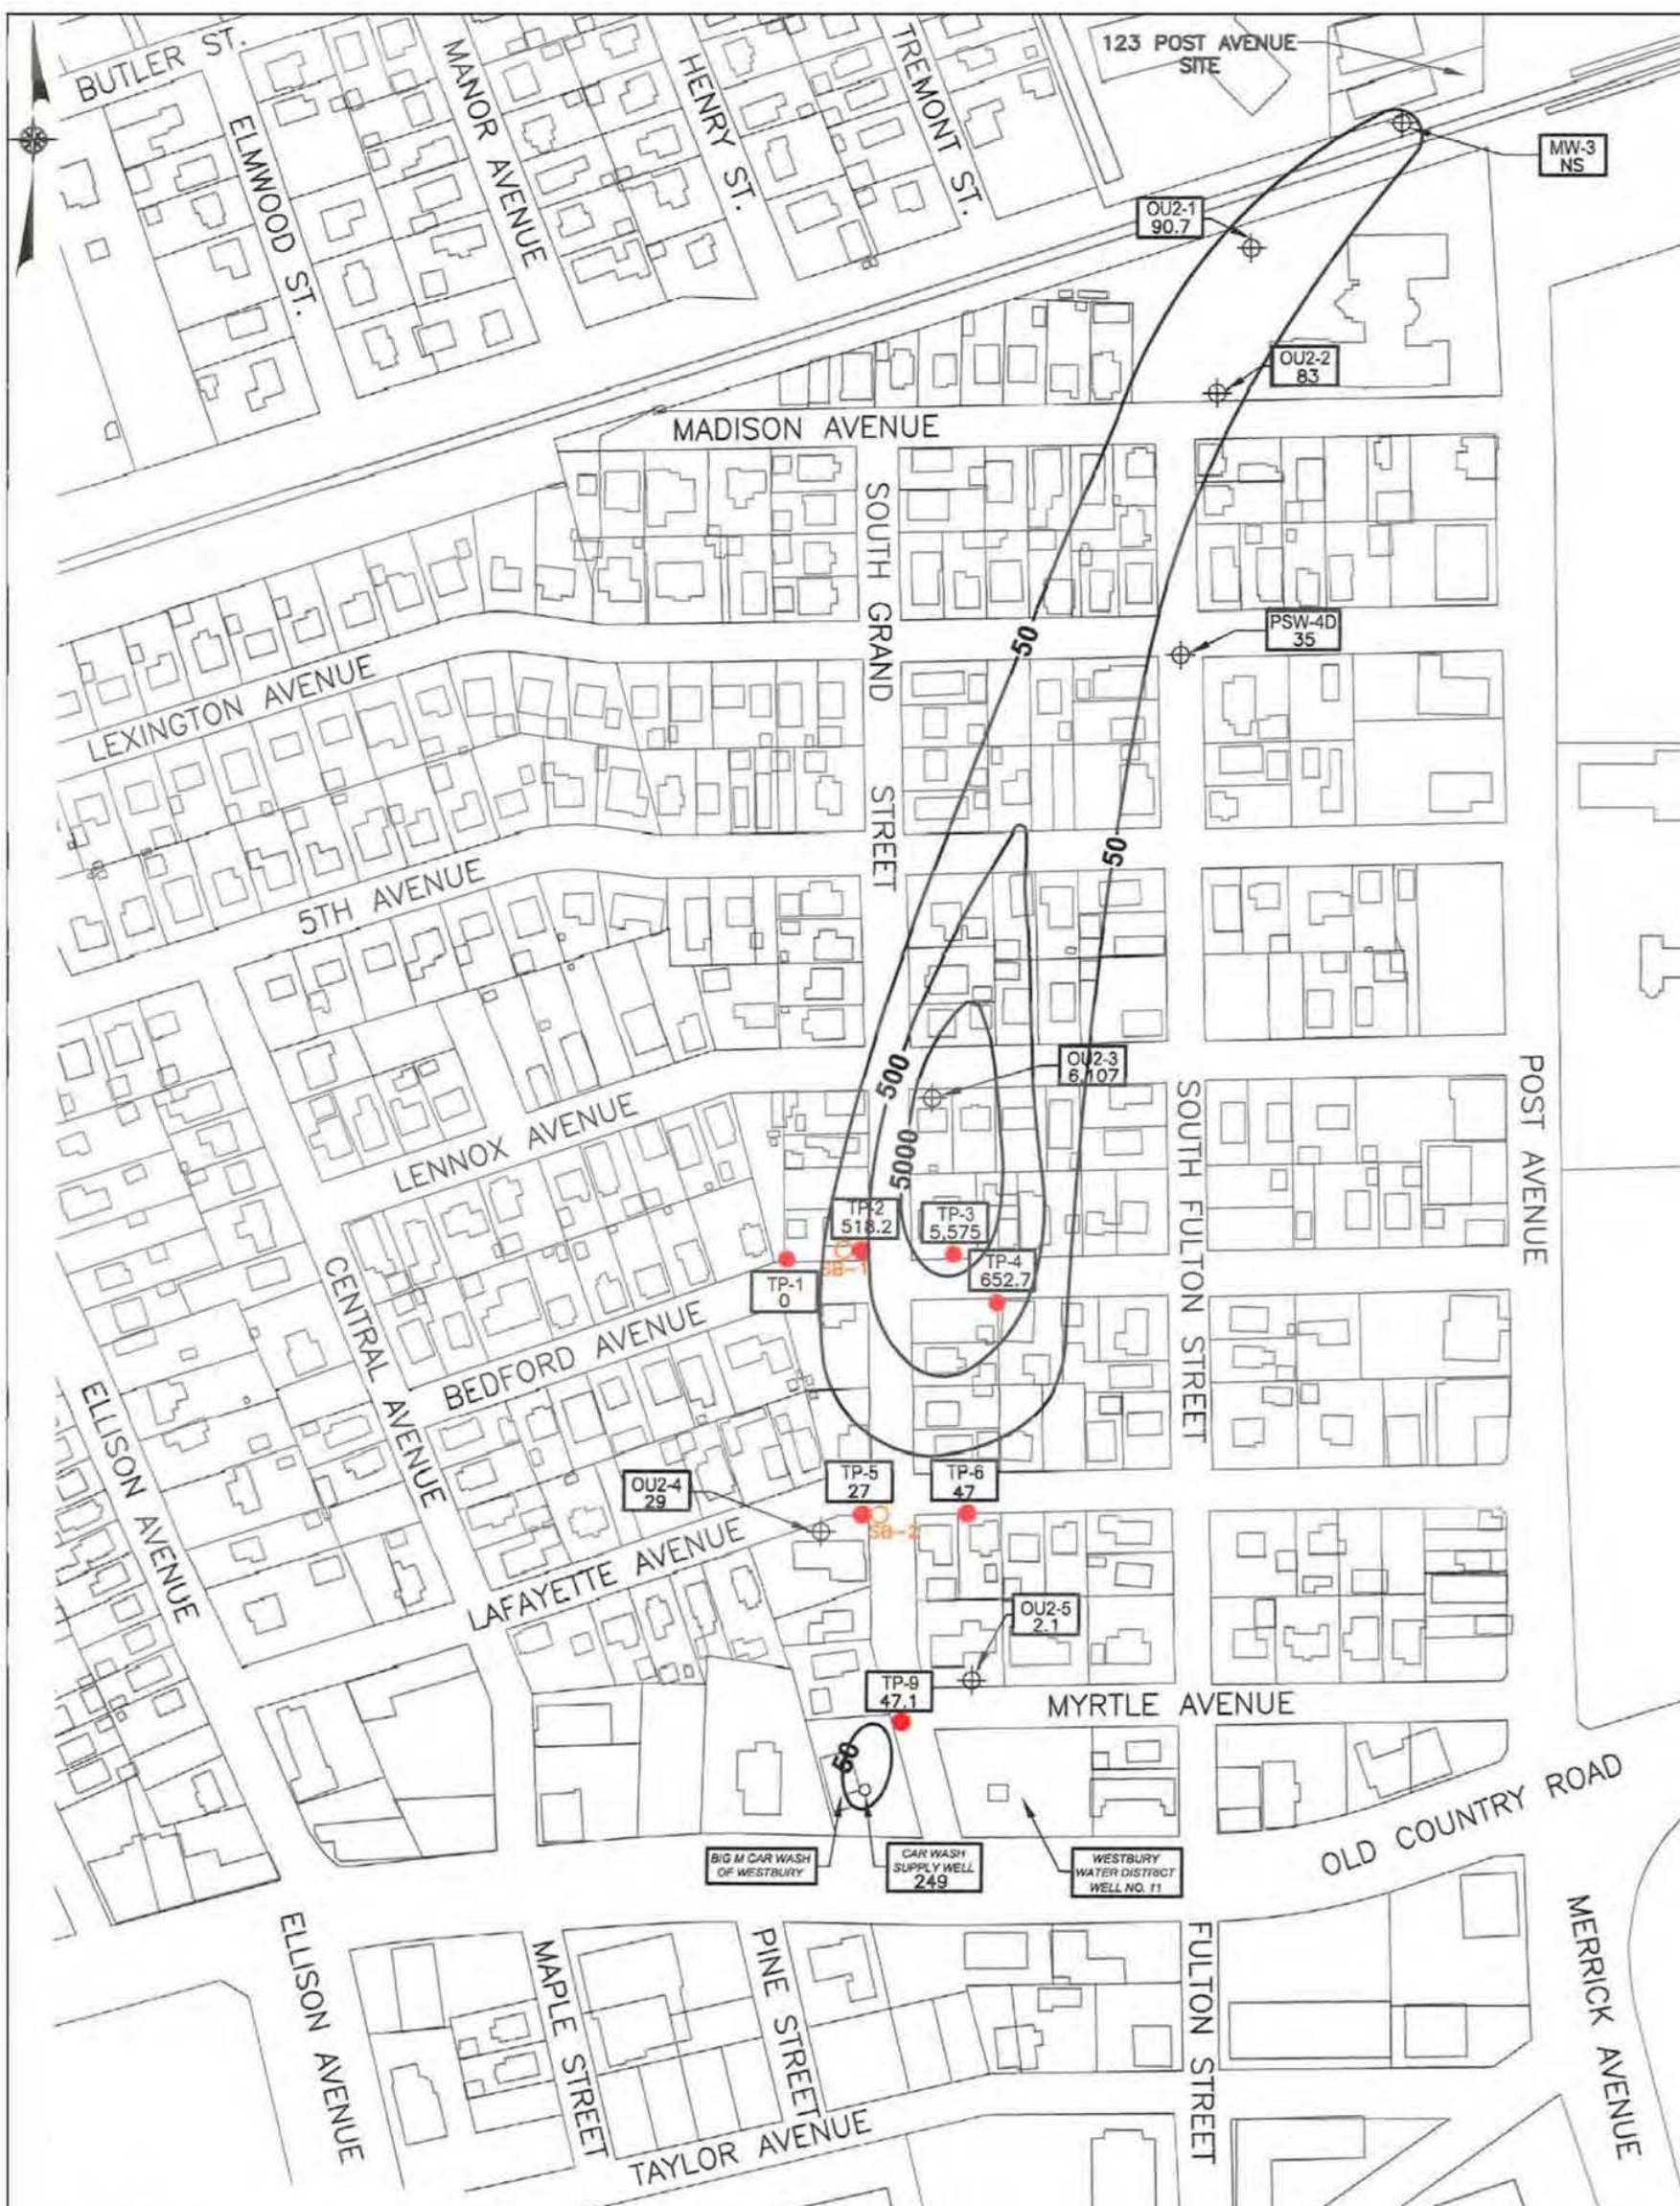 BUTLER ST.
ELMWOOD ST.
MANOR AVENUE
HENRY ST.
TREMONT ST.
123 POST AVENUE
SITE
MW-3
NS
OU2-1
90.7
OU2-2
83
MADISON AVENUE
SOUTH GRAND STREET
50
PSW-4D
35
LEXINGTON AVENUE
50
5TH AVENUE
500
OU2-3
6,107
5000
LENNOX AVENUE
SOUTH FULTON STREET
POST AVENUE
TP-2
518.2
TP-3
5,575
SB-1
TP-1
0
TP-4
652.7
CENTRAL AVENUE
BEDFORD AVENUE
ELLISON AVENUE
OU2-4
29
TP-5
27
TP-6
47
SB-2
LAFAYETTE AVENUE
OU2-5
2.1
TP-9
47.1
MYRTLE AVENUE
50
OLD COUNTRY ROAD
BIG M CAR WASH
OF WESTBURY
CAR WASH
SUPPLY WELL
249
WESTBURY
WATER DISTRICT
WELL NO. 11
ELLISON AVENUE
MAPLE STREET
PINE STREET
FULTON STREET
MERRICK AVENUE
TAYLOR AVENUE